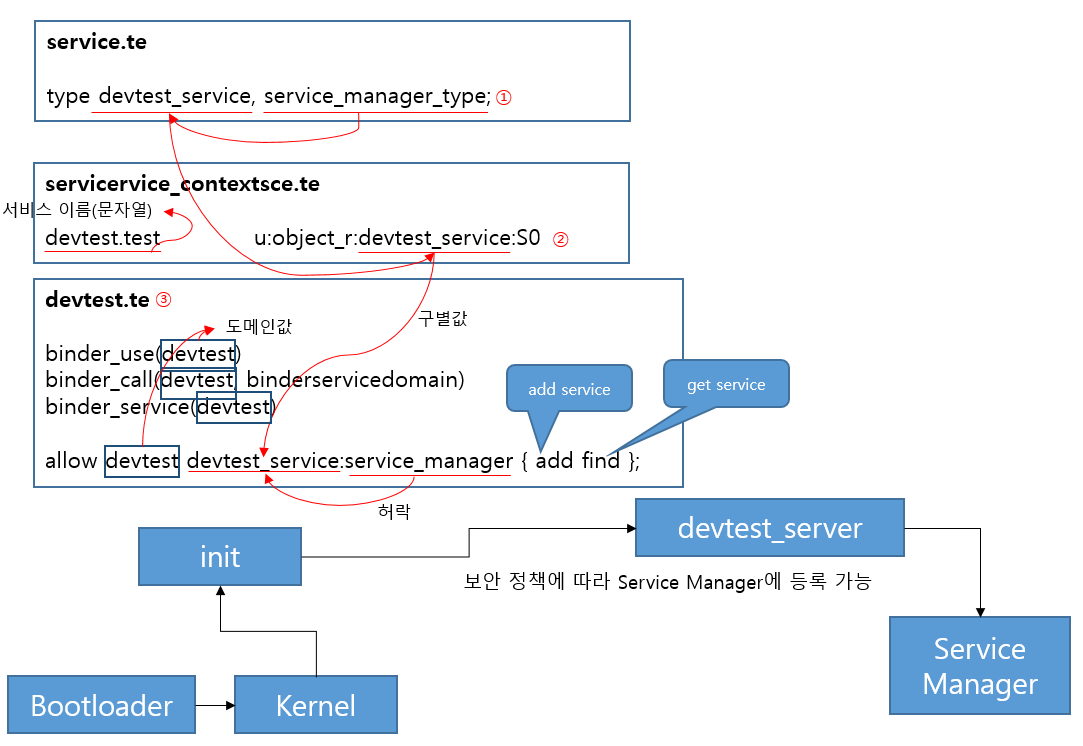 service.te
type devtest_service, service_manager_type; ①
servicervice_contextsce.te
서비스 이름(문자열)
devtest.test u:object_r:devtest_service:S0 ②
devtest.te ③
구별값
도메인값
binder_use(devtest)
binder_call(devtest, binderservicedomain)
binder_service(devtest)
add service
get service
allow devtest devtest_service:service_manager { add find };
허락
init
devtest_server
보안 정책에 따라 Service Manager에 등록 가능
Service
Manager
Bootloader
Kernel